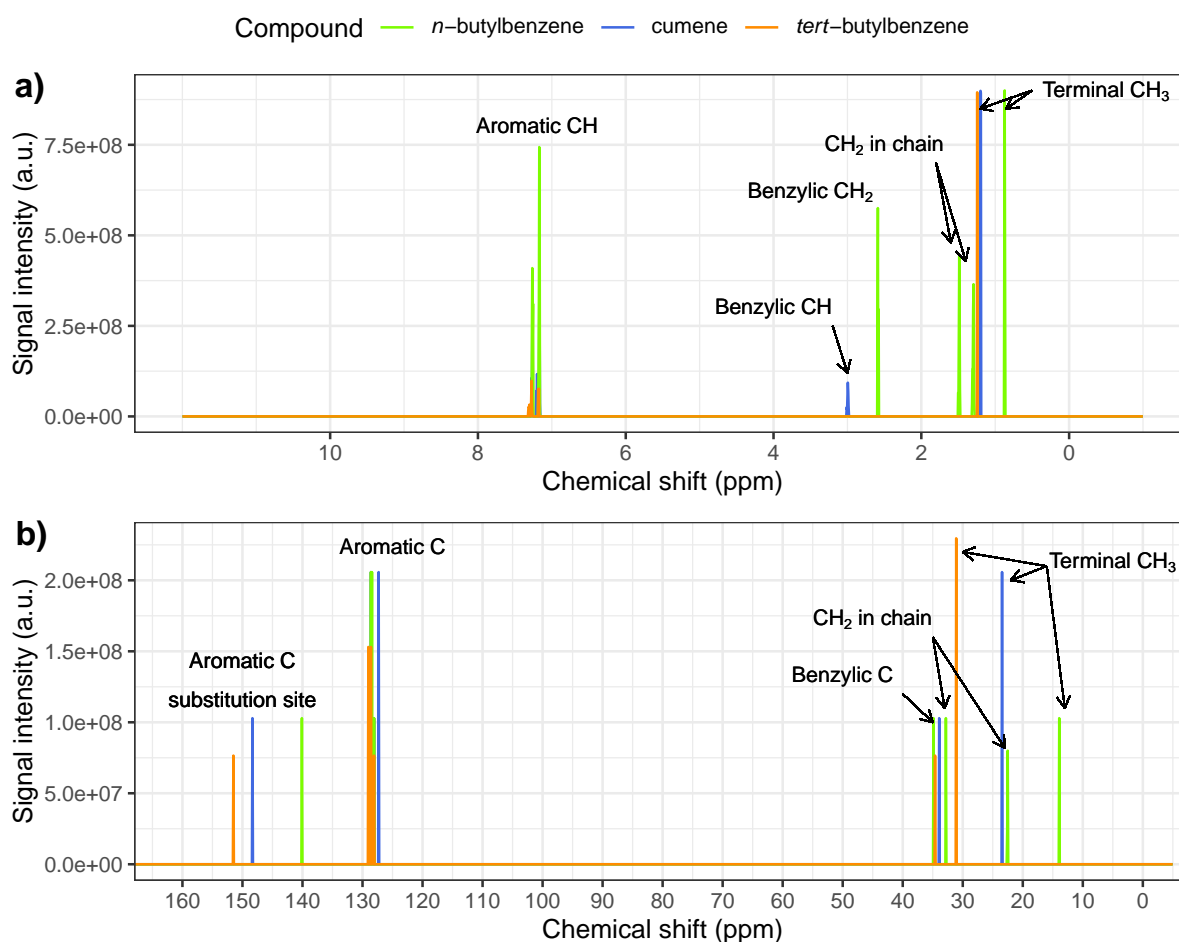 Compound n−butylbenzene cumene tert−butylbenzene
a)
Signal intensity (a.u.)
7.5e+08
5.0e+08
2.5e+08
0.0e+00
Terminal CH₃
Aromatic CH
CH₂ in chain
Benzylic CH₂
Benzylic CH
10 8 6 4 2 0
Chemical shift (ppm)
b)
Signal intensity (a.u.)
2.0e+08
1.5e+08
1.0e+08
5.0e+07
0.0e+00
Aromatic C
Terminal CH₃
CH₂ in chain
Aromatic C
substitution site
Benzylic C
160 150 140 130 120 110 100 90 80 70 60 50 40 30 20 10 0
Chemical shift (ppm)